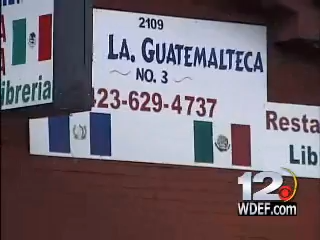 2109
LA. GUATEMALTECA
NO. 3
423-629-4737
Libreria
Resta
Lib
12
WDEF.com